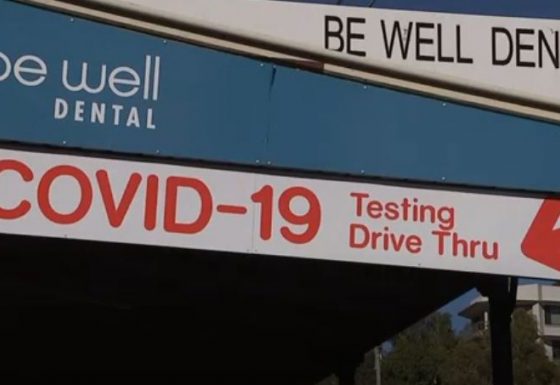 BE WELL DEN
be well
DENTAL
COVID-19
Testing
Drive Thru